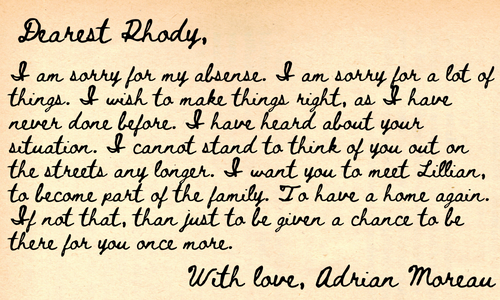 Dearest Rhody,
I am sorry for my absense. I am sorry for a lot of
things. I wish to make things right, as I have
never done before. I have heard about your
situation. I cannot stand to think of you out on
the streets any longer. I want you to meet Lillian,
to become part of the family. To have a home again.
If not that, than just to be given a chance to be
there for you once more.
With love, Adrian Moreau